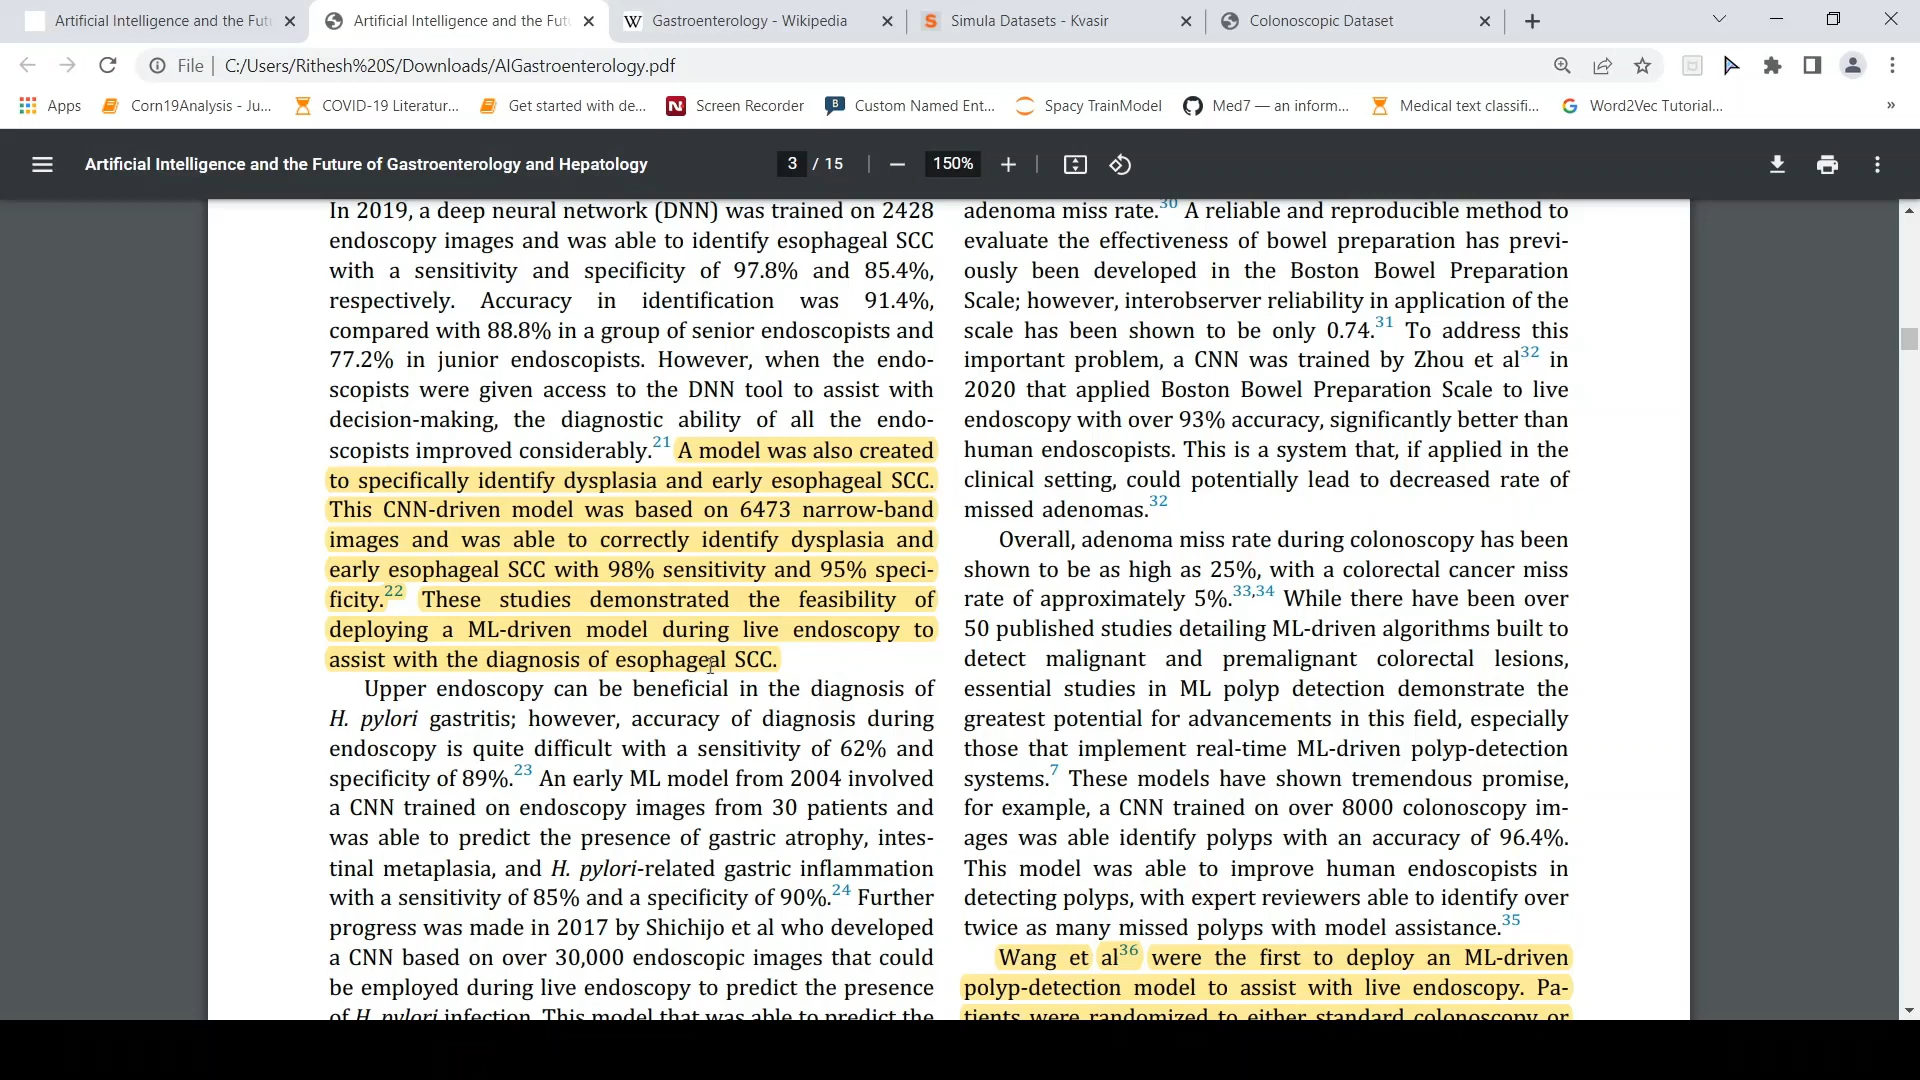 Artificial Intelligence and the Fut
Artificial Intelligence and the Fut
Gastroenterology - Wikipedia
Simula Datasets - Kvasir
Colonoscopic Dataset
File
C:/Users/Rithesh%20S/Downloads/AIGastroenterology.pdf
Apps
Corn19Analysis - Ju...
COVID-19 Literatur...
Get started with de...
Screen Recorder
Custom Named Ent...
Spacy TrainModel
Med7 — an inform...
Medical text classifi...
Word2Vec Tutorial...
»
Artificial Intelligence and the Future of Gastroenterology and Hepatology
3 / 15
150%
In 2019, a deep neural network (DNN) was trained on 2428
endoscopy images and was able to identify esophageal SCC
with a sensitivity and specificity of 97.8% and 85.4%,
respectively. Accuracy in identification was 91.4%,
compared with 88.8% in a group of senior endoscopists and
77.2% in junior endoscopists. However, when the endo-
scopists were given access to the DNN tool to assist with
decision-making, the diagnostic ability of all the endo-
scopists improved considerably.21 A model was also created
to specifically identify dysplasia and early esophageal SCC.
This CNN-driven model was based on 6473 narrow-band
images and was able to correctly identify dysplasia and
early esophageal SCC with 98% sensitivity and 95% speci-
ficity.22 These studies demonstrated the feasibility of
deploying a ML-driven model during live endoscopy to
assist with the diagnosis of esophageal SCC.
Upper endoscopy can be beneficial in the diagnosis of
H. pylori gastritis; however, accuracy of diagnosis during
endoscopy is quite difficult with a sensitivity of 62% and
specificity of 89%.23 An early ML model from 2004 involved
a CNN trained on endoscopy images from 30 patients and
was able to predict the presence of gastric atrophy, intes-
tinal metaplasia, and H. pylori-related gastric inflammation
with a sensitivity of 85% and a specificity of 90%.24 Further
progress was made in 2017 by Shichijo et al who developed
a CNN based on over 30,000 endoscopic images that could
be employed during live endoscopy to predict the presence
of H. pylori infection. This model that was able to predict the
adenoma miss rate.30 A reliable and reproducible method to
evaluate the effectiveness of bowel preparation has previ-
ously been developed in the Boston Bowel Preparation
Scale; however, interobserver reliability in application of the
scale has been shown to be only 0.74.31 To address this
important problem, a CNN was trained by Zhou et al32 in
2020 that applied Boston Bowel Preparation Scale to live
endoscopy with over 93% accuracy, significantly better than
human endoscopists. This is a system that, if applied in the
clinical setting, could potentially lead to decreased rate of
missed adenomas.32
Overall, adenoma miss rate during colonoscopy has been
shown to be as high as 25%, with a colorectal cancer miss
rate of approximately 5%.33,34 While there have been over
50 published studies detailing ML-driven algorithms built to
detect malignant and premalignant colorectal lesions,
essential studies in ML polyp detection demonstrate the
greatest potential for advancements in this field, especially
those that implement real-time ML-driven polyp-detection
systems.7 These models have shown tremendous promise,
for example, a CNN trained on over 8000 colonoscopy im-
ages was able identify polyps with an accuracy of 96.4%.
This model was able to improve human endoscopists in
detecting polyps, with expert reviewers able to identify over
twice as many missed polyps with model assistance.35
Wang et al36 were the first to deploy an ML-driven
polyp-detection model to assist with live endoscopy. Pa-
tients were randomized to either standard colonoscopy or